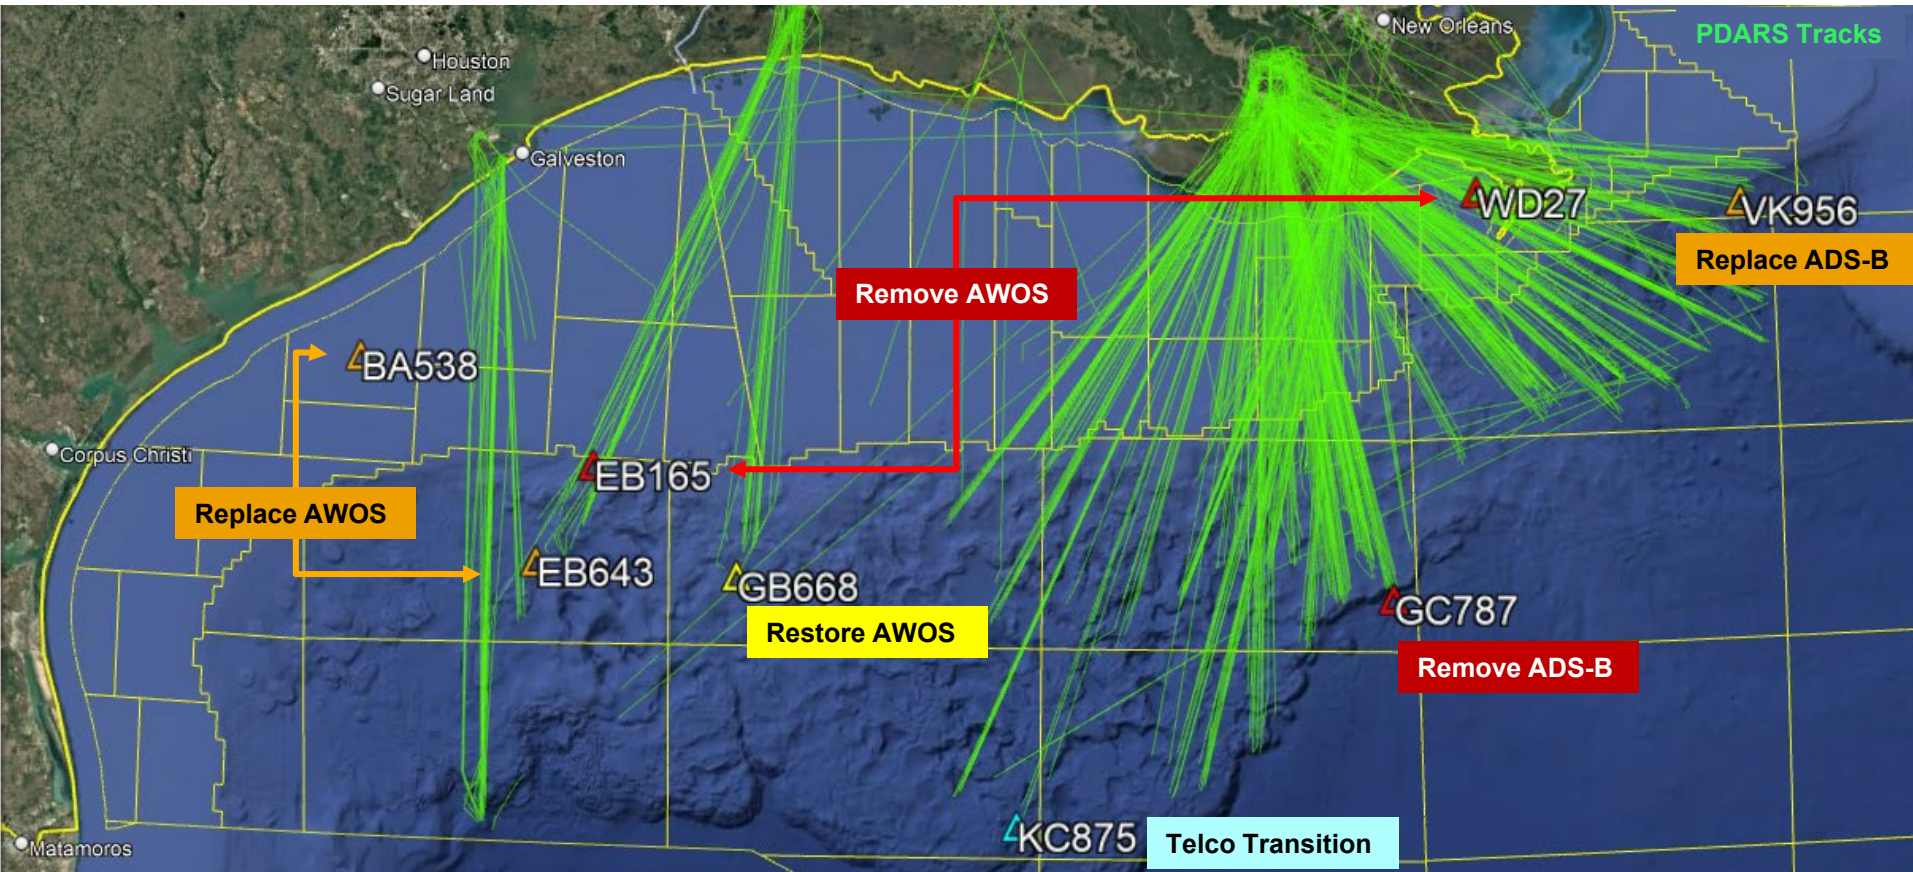 New Orleans
PDARS Tracks
Houston
Sugar Land
Galveston
WD27
VK956
Replace ADS-B
Remove AWOS
BA538
Corpus Christi
EB165
Replace AWOS
EB643
GB668
GC787
Restore AWOS
Remove ADS-B
KC875
Telco Transition
Matamoros